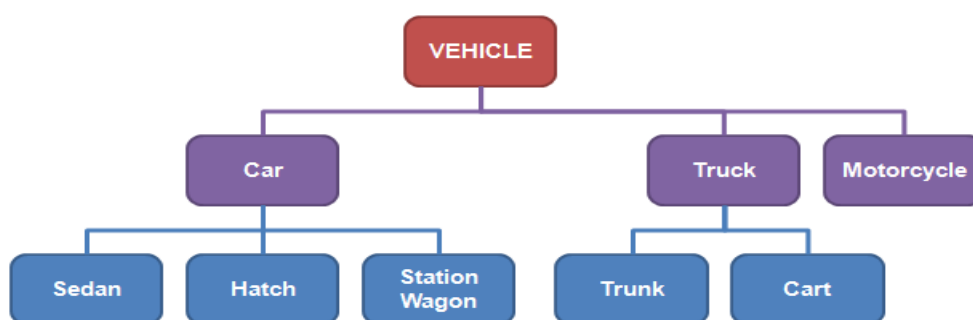 VEHICLE
Car
Truck
Motorcycle
Sedan
Hatch
Station
Wagon
Trunk
Cart